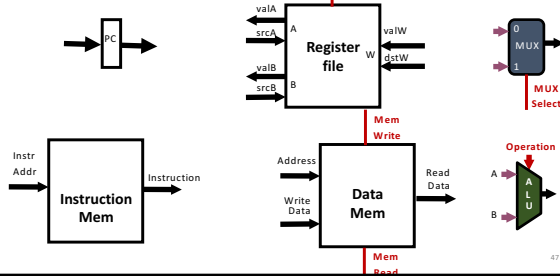 PC
valA
srcA
valB
srcB
A
B
Register
file
W
valW
dstW
0
MUX
1
MUX
Select
Mem
Write
Instr
Addr
Instruction
Mem
Instruction
Address
Write
Data
Data
Mem
Read
Data
Mem
Read
Operation
A
B
A
L
U
47